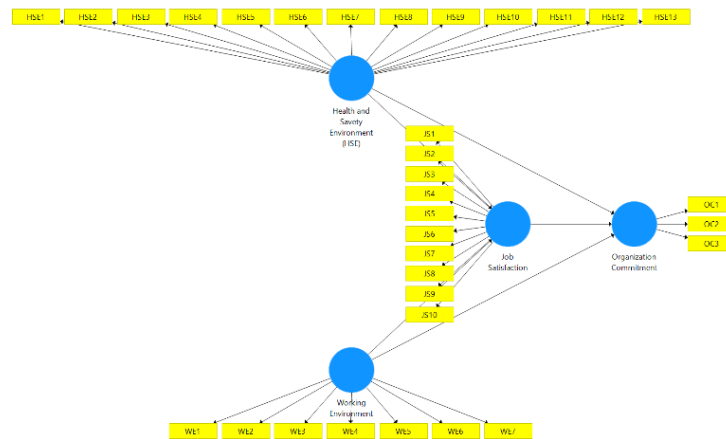 HSE1 HSE2 HSE3 HSE4 HSE5 HSE6 HSE7 HSE8 HSE9 HSE10 HSE11 HSE12 HSE13
Health and
Savety
Environment
(HSE)
JS1
JS2
JS3
JS4
JS5
JS6
JS7
JS8
JS9
JS10
Job
Satisfaction
Organization
Commitment
OC1
OC2
OC3
Working
Environment
WE1 WE2 WE3 WE4 WE5 WE6 WE7